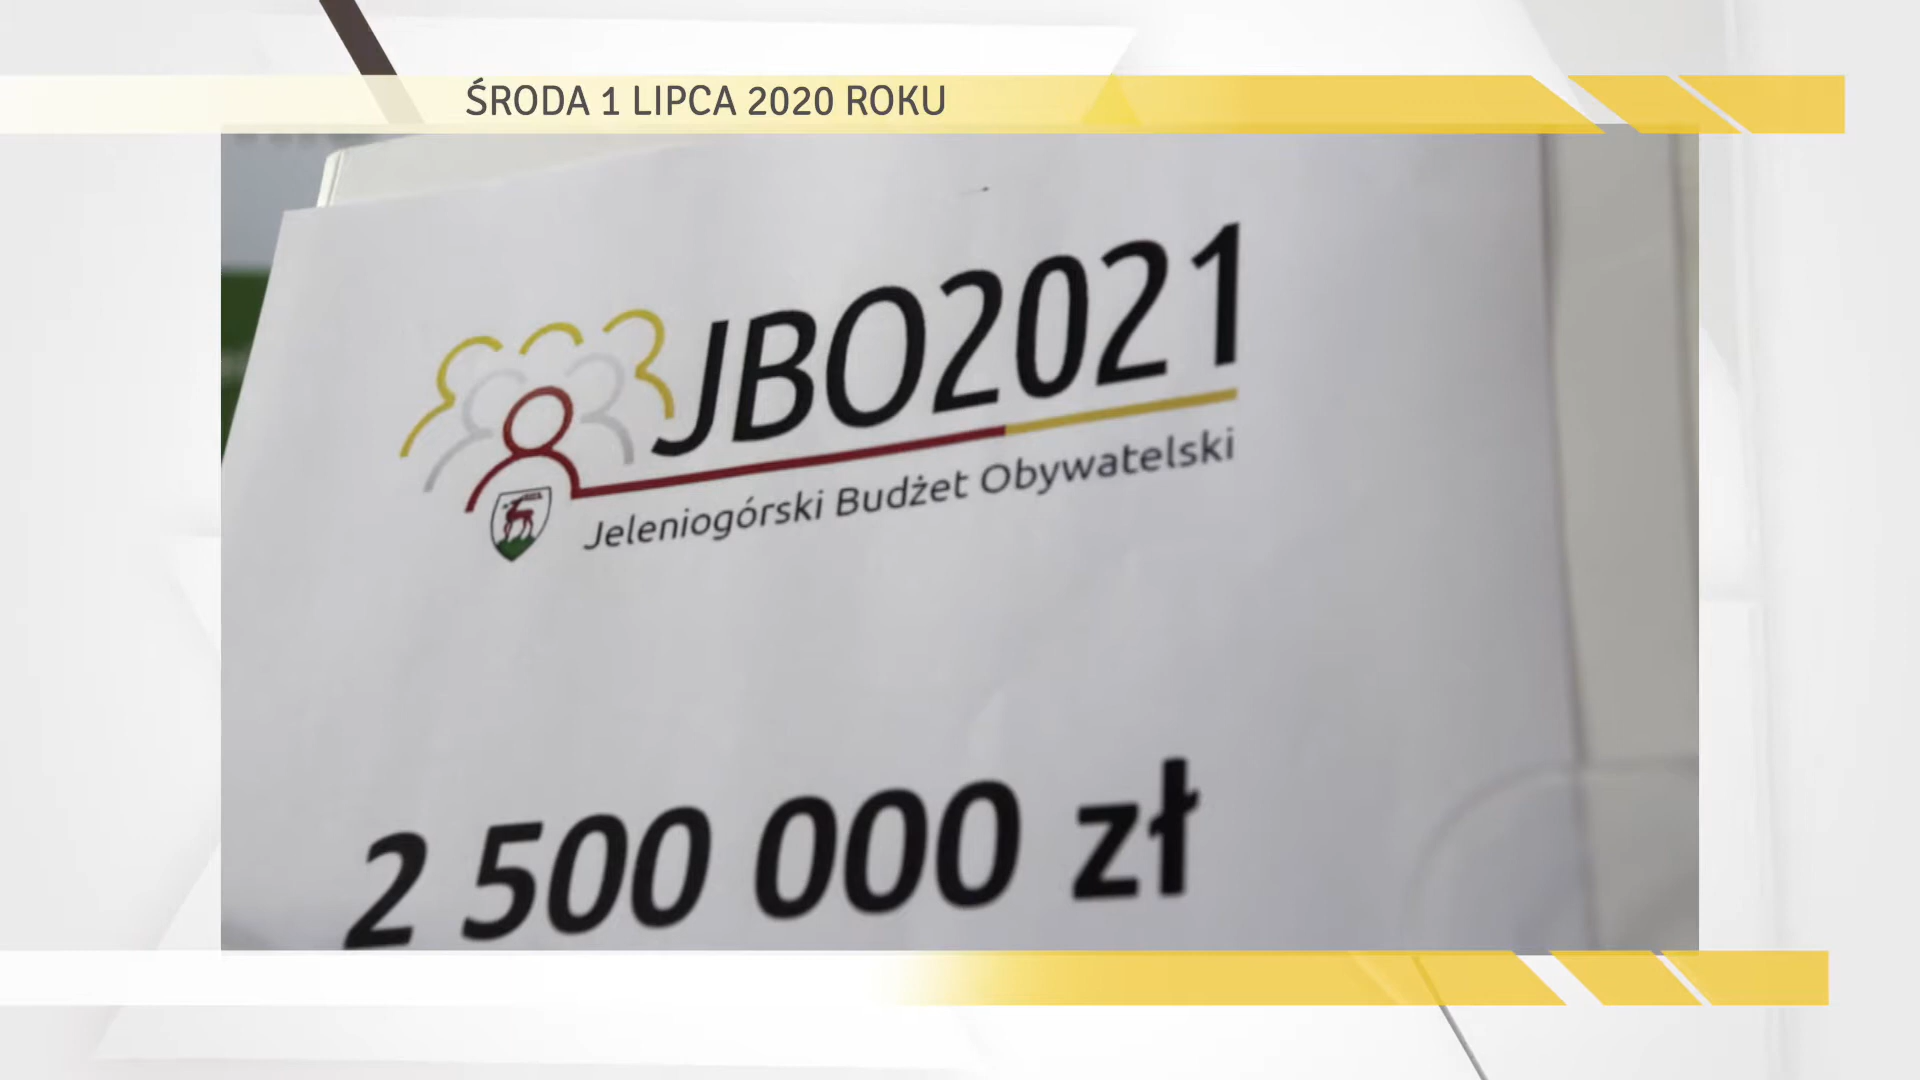 ŚRODA 1 LIPCA 2020 ROKU
JBO2021
Jeleniogórski Budżet Obywatelski
2 500 000 zł